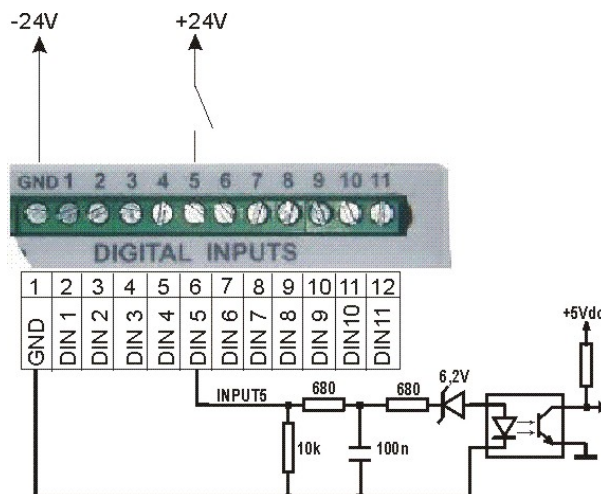 -24V +24V
GND 1 2 3 4 5 6 7 8 9 10 11
DIGITAL INPUTS
1 2 3 4 5 6 7 8 9 10 11 12
GND DIN 1 DIN 2 DIN 3 DIN 4 DIN 5 DIN 6 DIN 7 DIN 8 DIN 9 DIN10 DIN11
+5Vdc
INPUT5 680 680 6,2V
10k 100n